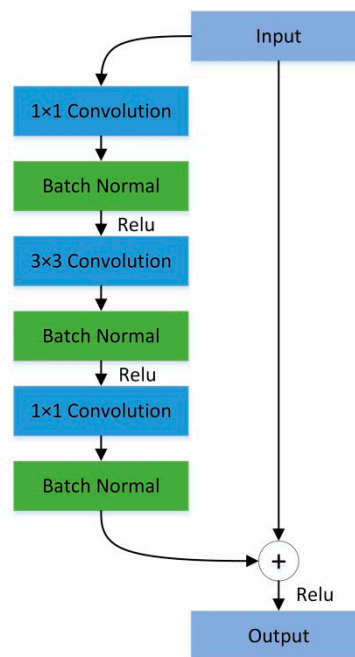 Input
1×1 Convolution
Batch Normal
Relu
3×3 Convolution
Batch Normal
Relu
1×1 Convolution
Batch Normal
+
Relu
Output